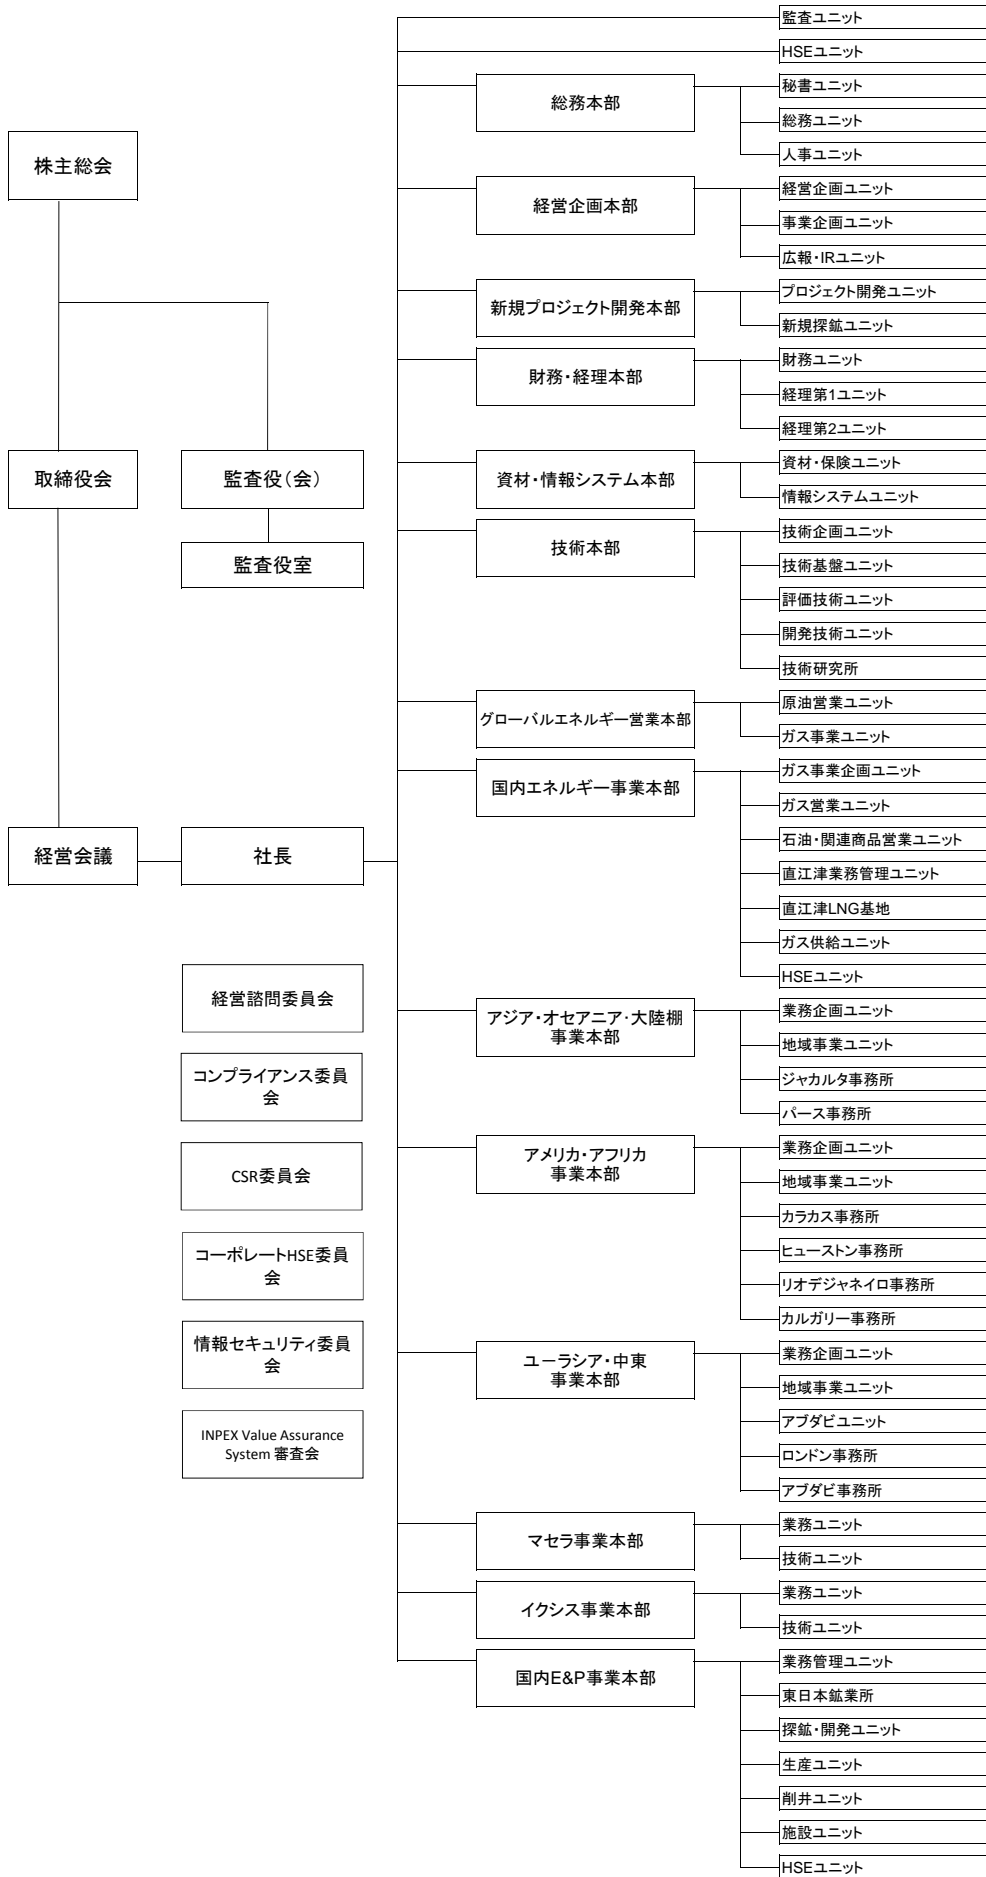 株主総会
取締役会
監査役（会）
監査役室
経営会議
社長
経営諮問委員会
コンプライアンス委員
会
CSR委員会
コーポレートHSE委員
会
情報セキュリティ委員
会
INPEX Value Assurance
System 審査会
監査ユニット
HSEユニット
総務本部
秘書ユニット
総務ユニット
人事ユニット
経営企画本部
経営企画ユニット
事業企画ユニット
広報・IRユニット
新規プロジェクト開発本部
プロジェクト開発ユニット
新規探鉱ユニット
財務・経理本部
財務ユニット
経理第1ユニット
経理第2ユニット
資材・情報システム本部
資材・保険ユニット
情報システムユニット
技術本部
技術企画ユニット
技術基盤ユニット
評価技術ユニット
開発技術ユニット
技術研究所
グローバルエネルギー営業本部
原油営業ユニット
ガス事業ユニット
国内エネルギー事業本部
ガス事業企画ユニット
ガス営業ユニット
石油・関連商品営業ユニット
直江津業務管理ユニット
直江津LNG基地
ガス供給ユニット
HSEユニット
アジア・オセアニア・大陸棚
事業本部
業務企画ユニット
地域事業ユニット
ジャカルタ事務所
パース事務所
アメリカ・アフリカ
事業本部
業務企画ユニット
地域事業ユニット
カラカス事務所
ヒューストン事務所
リオデジャネイロ事務所
カルガリー事務所
ユーラシア・中東
事業本部
業務企画ユニット
地域事業ユニット
アブダビユニット
ロンドン事務所
アブダビ事務所
マセラ事業本部
業務ユニット
技術ユニット
イクシス事業本部
業務ユニット
技術ユニット
国内E&P事業本部
業務管理ユニット
東日本鉱業所
探鉱・開発ユニット
生産ユニット
削井ユニット
施設ユニット
HSEユニット